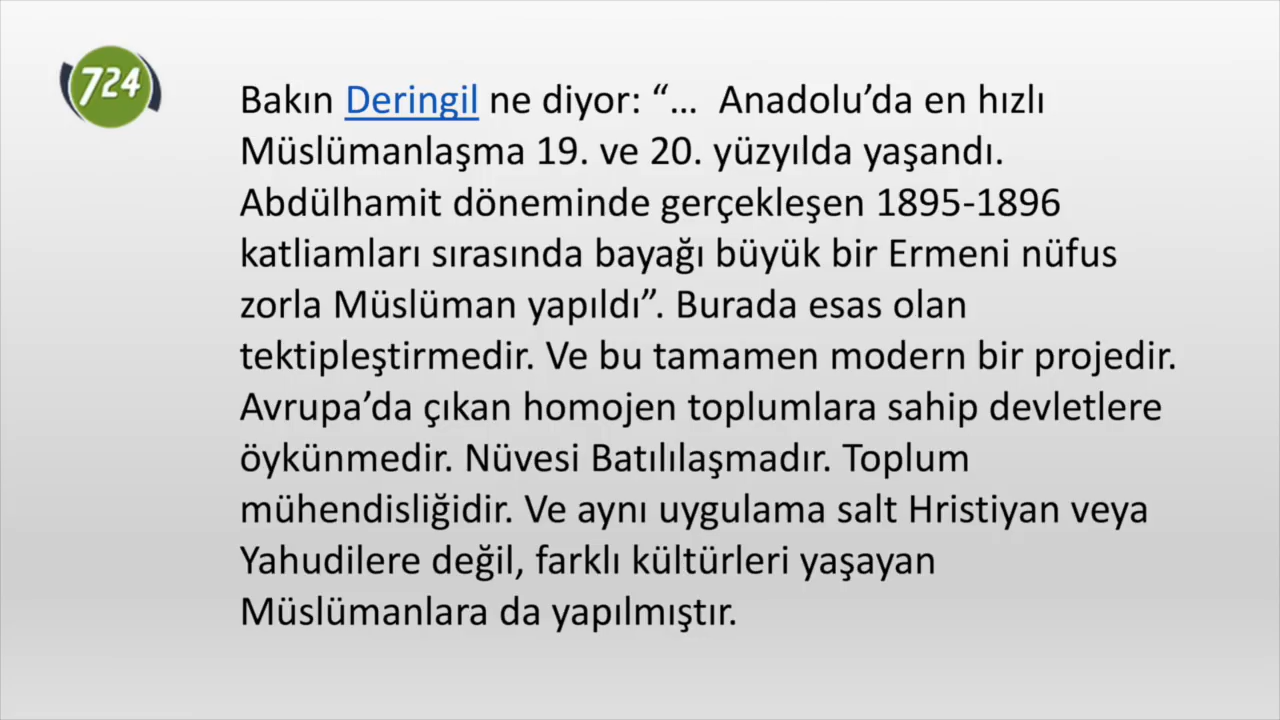 724
Bakın Deringil ne diyor: “… Anadolu’da en hızlı
Müslümanlaşma 19. ve 20. yüzyılda yaşandı.
Abdülhamit döneminde gerçekleşen 1895-1896
katliamları sırasında bayağı büyük bir Ermeni nüfus
zorla Müslüman yapıldı”. Burada esas olan
tektipleştirmedir. Ve bu tamamen modern bir projedir.
Avrupa’da çıkan homojen toplumlara sahip devletlere
öykünmedir. Nüvesi Batılılaşmadır. Toplum
mühendisliğidir. Ve aynı uygulama salt Hristiyan veya
Yahudilere değil, farklı kültürleri yaşayan
Müslümanlara da yapılmıştır.